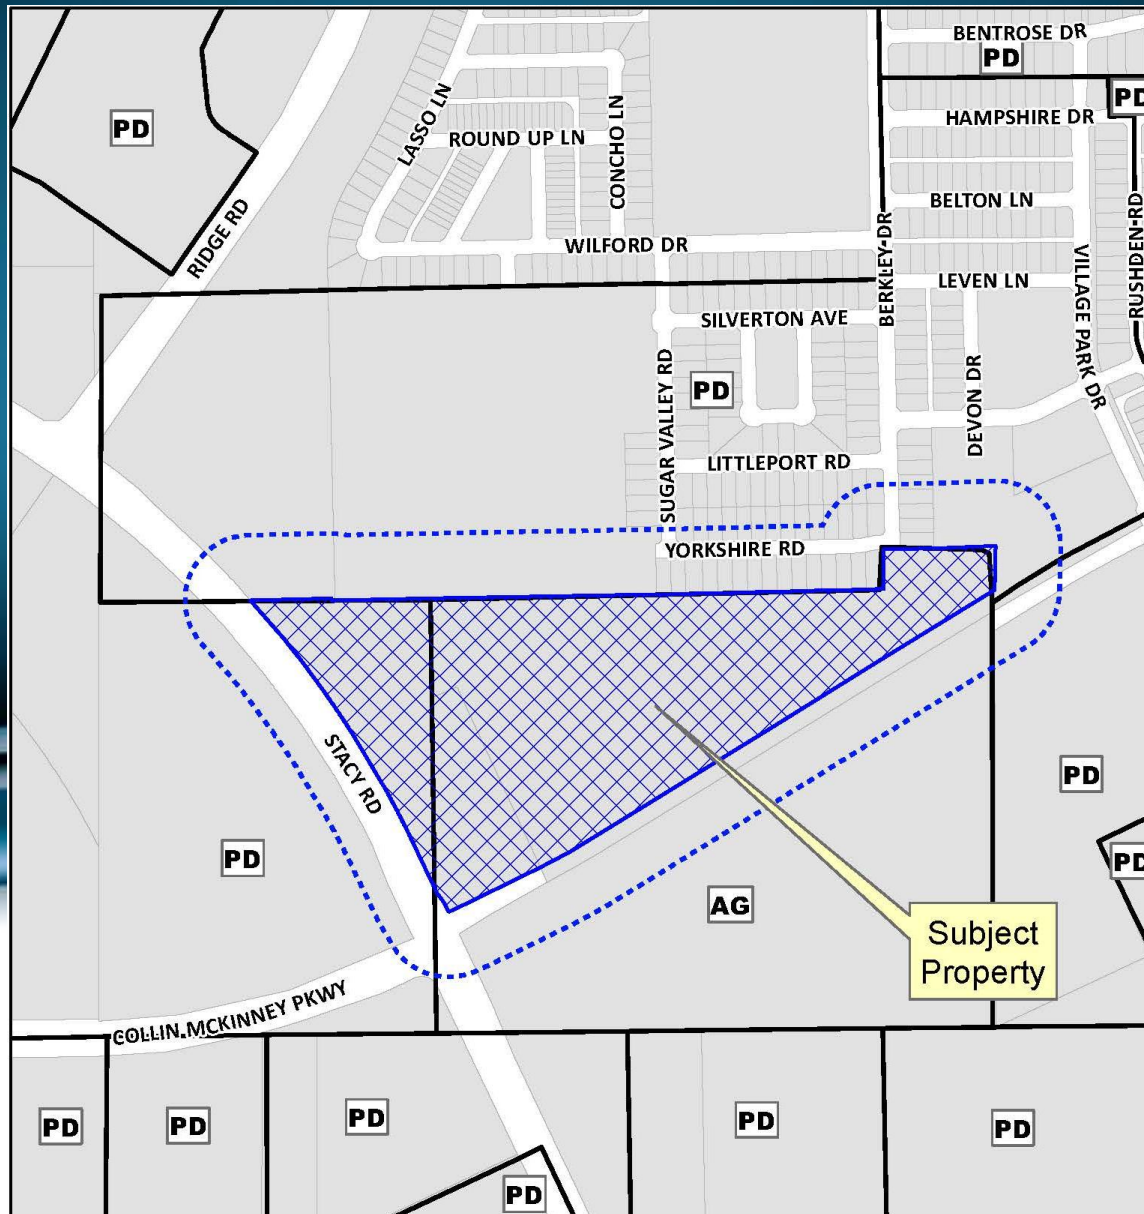 BENTROSE DR
PD
PD
PD
HAMPSHIRE DR
LASSO LN
ROUND UP LN
CONCHO LN
BELTON LN
RUSHDEN RD
RIDGE RD
WILFORD DR
BERKLEY DR
VILLAGE PARK DR
LEVEN LN
SILVERTON AVE
SUGAR VALLEY RD
PD
DEVON DR
LITTLEPORT RD
YORKSHIRE RD
STACY RD
PD
PD
PD
AG
Subject
Property
COLLIN MCKINNEY PKWY
PD
PD
PD
PD
PD
PD